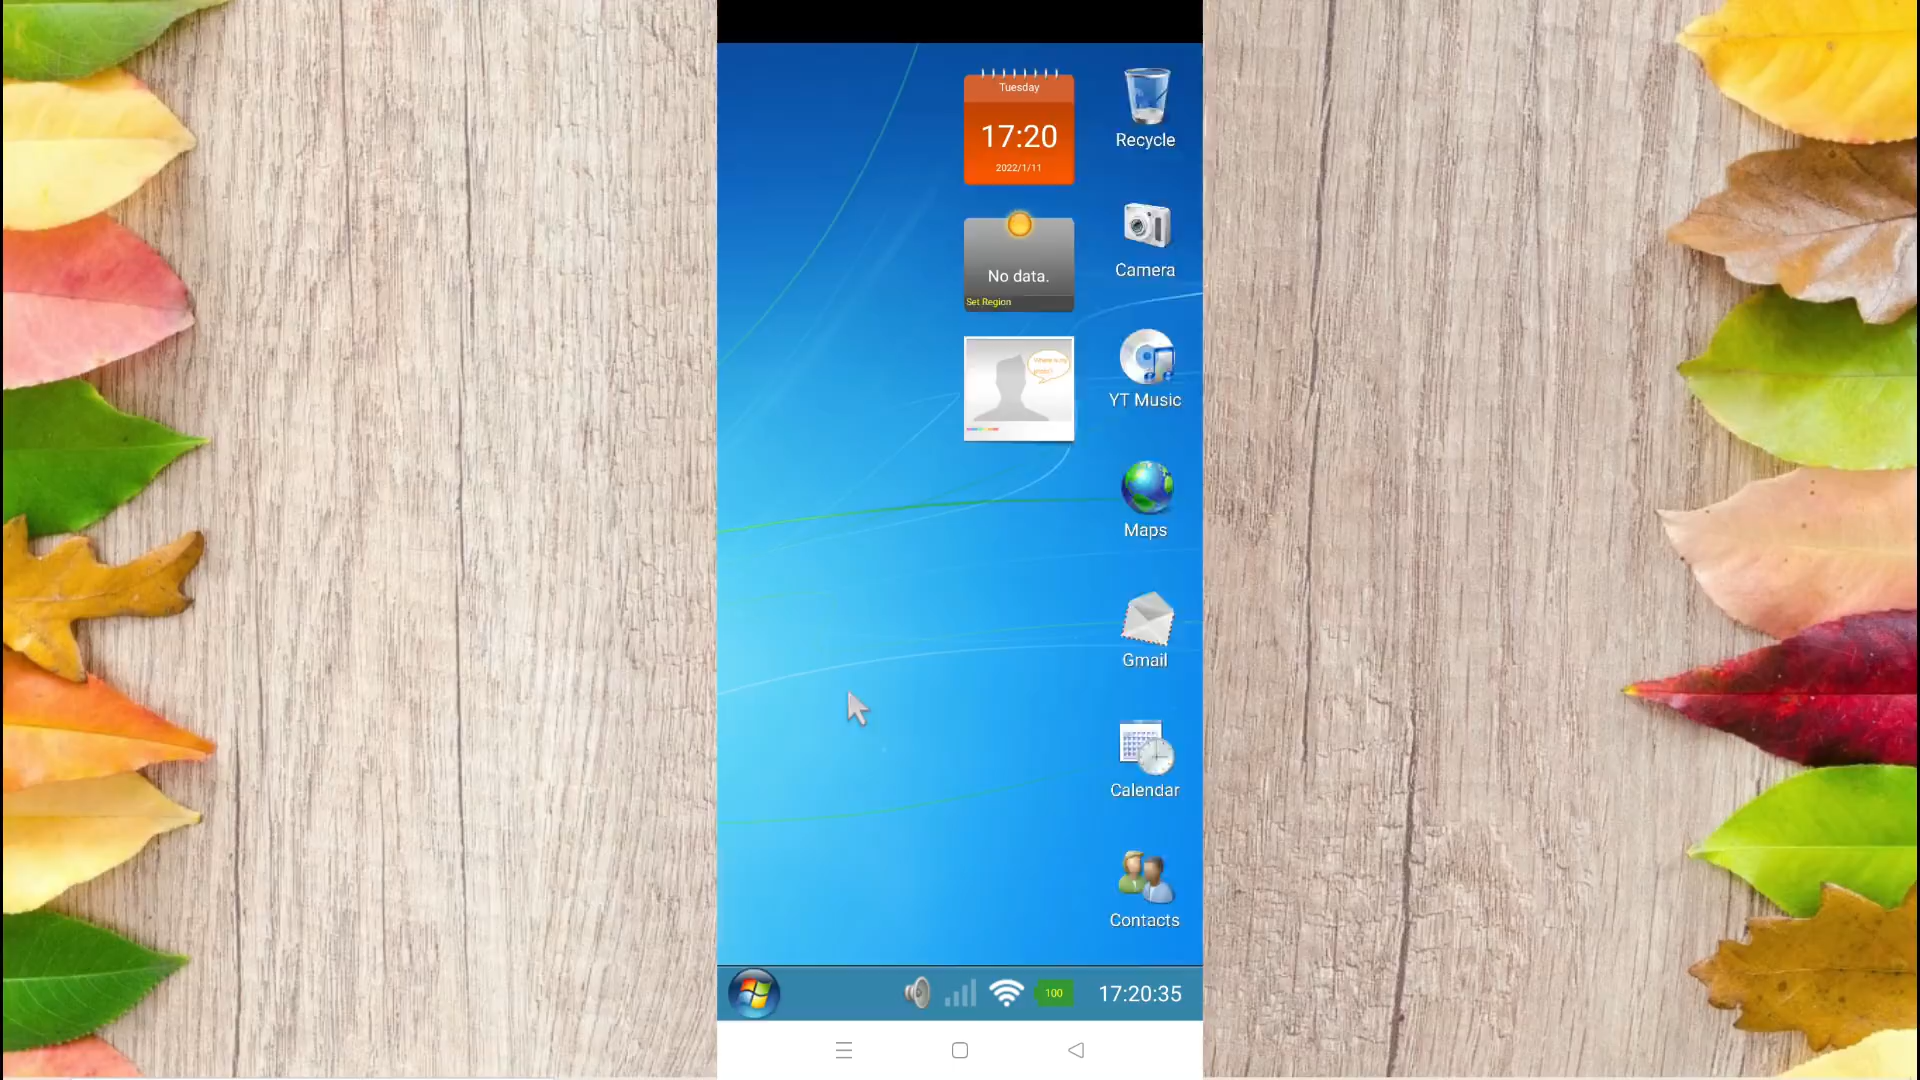 Tuesday
17:20
2022/1/11
No data.
Set Region
Recycle
Camera
YT Music
Maps
Gmail
Calendar
Contacts
100
17:20:35